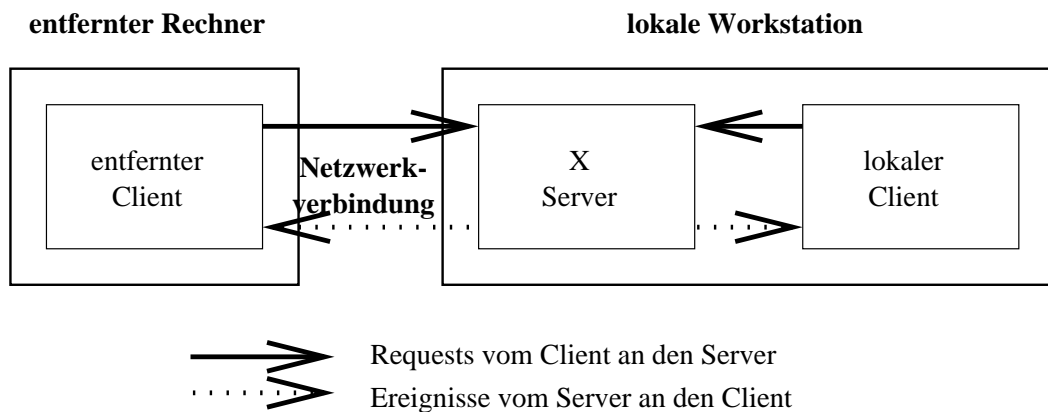 entfernter Rechner
lokale Workstation
entfernter
Client
Netzwerk-
verbindung
X
Server
lokaler
Client
Requests vom Client an den Server
Ereignisse vom Server an den Client